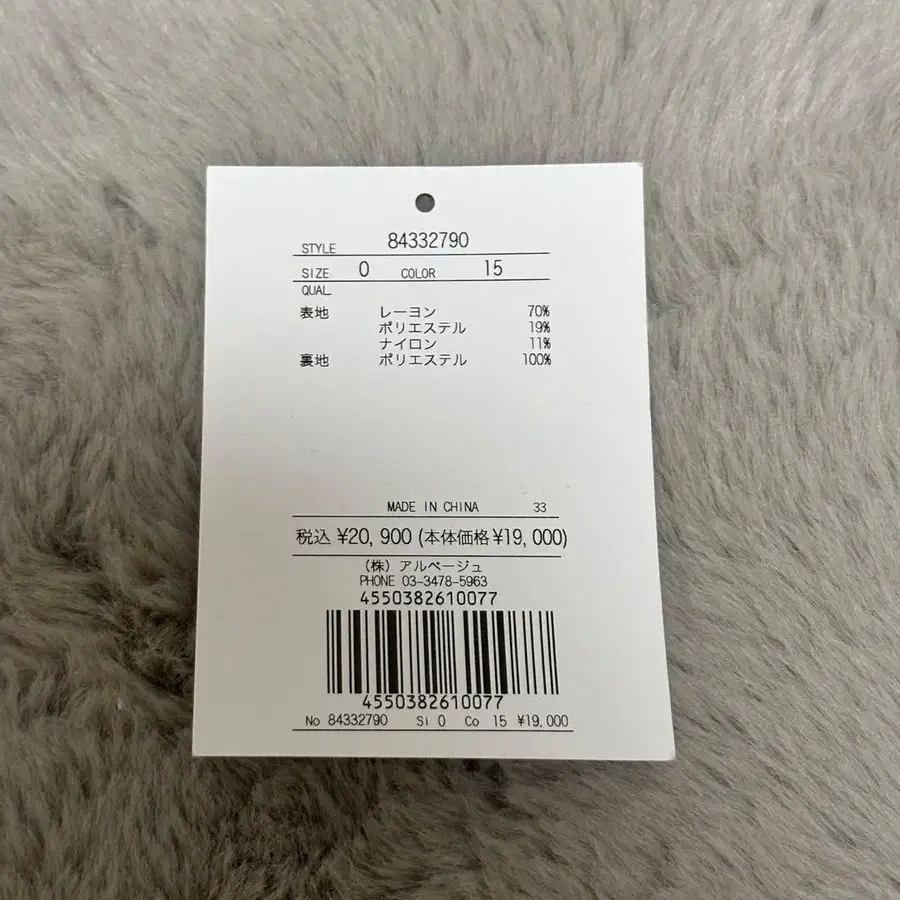 STYLE 84332790
SIZE 0 COLOR 15
QUAL
表地 レーヨン 70%
ポリエステル 19%
ナイロン 11%
裏地 ポリエステル 100%
MADE IN CHINA 33
税込 ¥20,900 (本体価格¥19,000)
(株) アルページュ
PHONE 03-3478-5963
4550382610077
4550382610077
No 84332790 Si 0 Co 15 ¥19,000